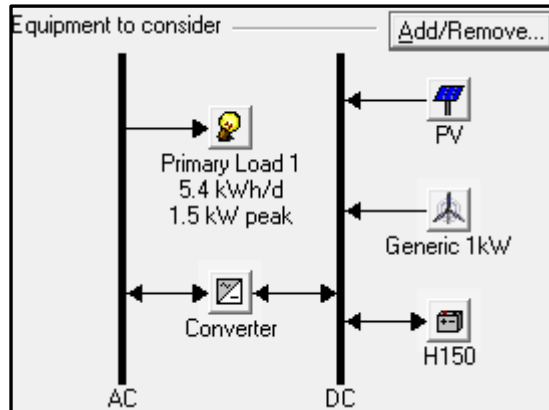 Equipment to consider
Add/Remove...
Primary Load 1
5.4 kWh/d
1.5 kW peak
PV
Generic 1kW
Converter
H150
AC
DC